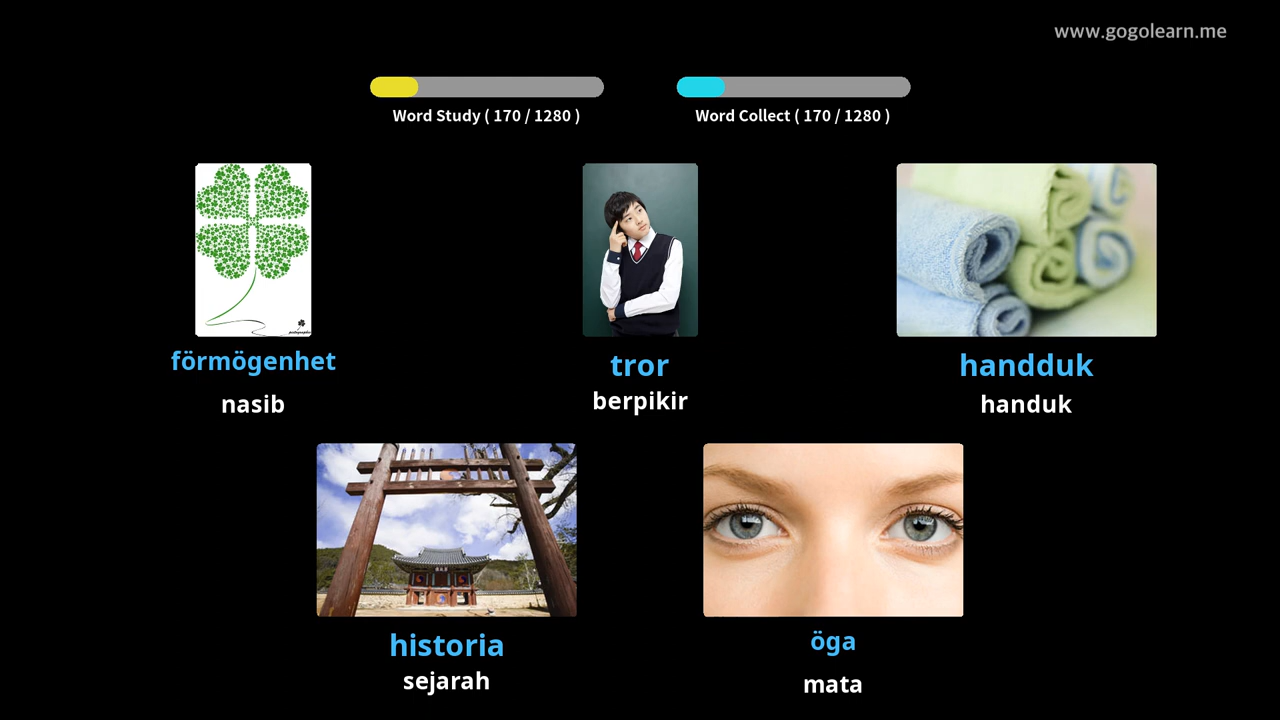 www.gogolearn.me
Word Study ( 170 / 1280 )
Word Collect ( 170 / 1280 )
förmögenhet
nasib
tror
berpikir
handduk
handuk
historia
sejarah
öga
mata